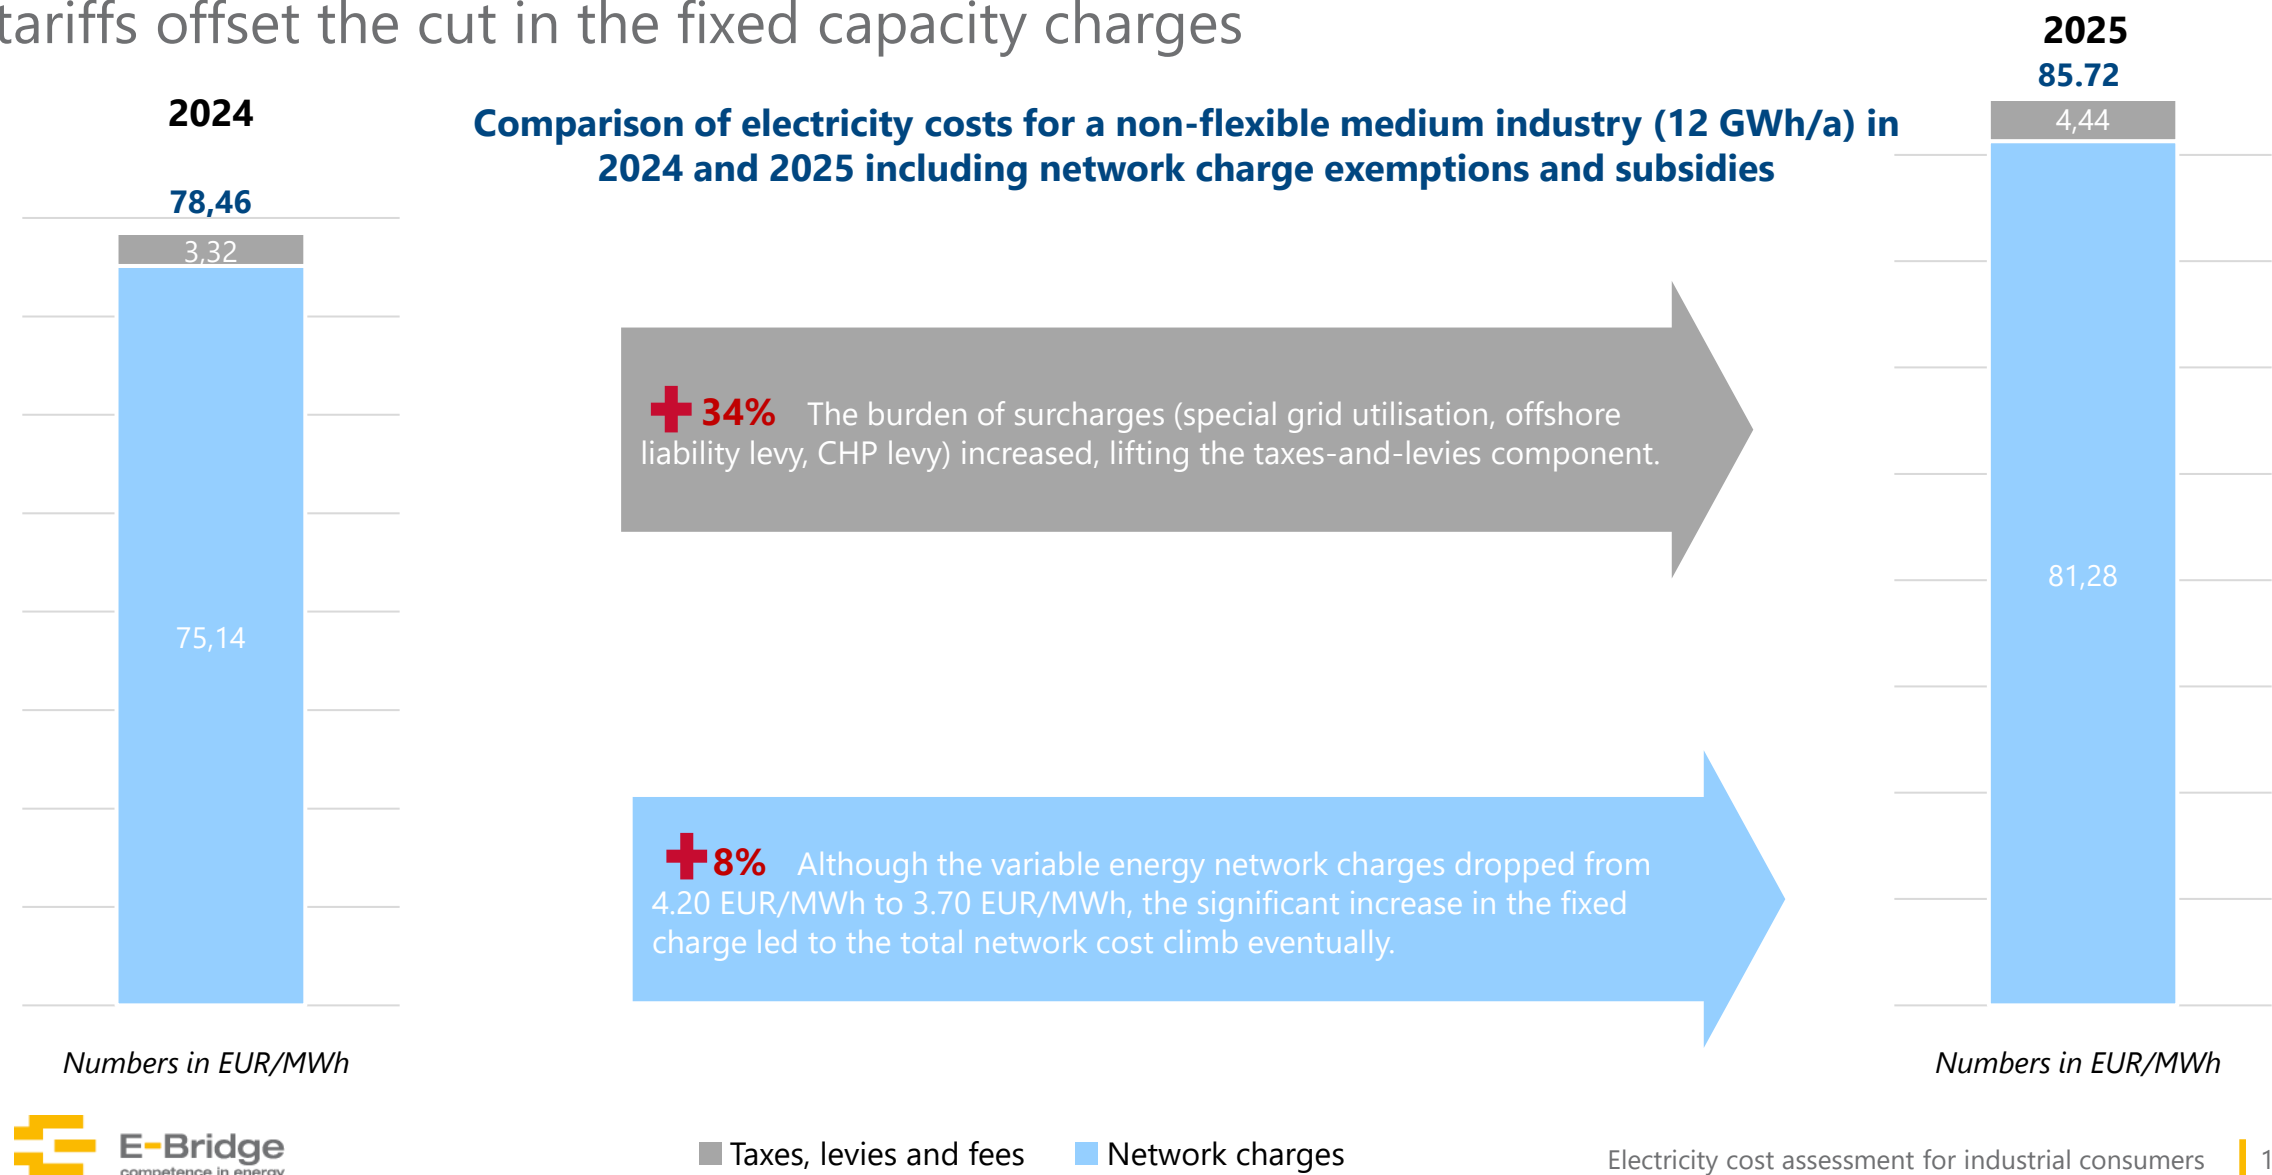 tariffs offset the cut in the fixed capacity charges
2025
85.72
2024
Comparison of electricity costs for a non-flexible medium industry (12 GWh/a) in
2024 and 2025 including network charge exemptions and subsidies
4,44
78,46
3,32
34% The burden of surcharges (special grid utilisation, offshore
liability levy, CHP levy) increased, lifting the taxes-and-levies component.
81,28
75,14
8% Although the variable energy network charges dropped from
4.20 EUR/MWh to 3.70 EUR/MWh, the significant increase in the fixed
charge led to the total network cost climb eventually.
Numbers in EUR/MWh
Numbers in EUR/MWh
E-Bridge
competence in energy
Taxes, levies and fees
Network charges
Electricity cost assessment for industrial consumers
1